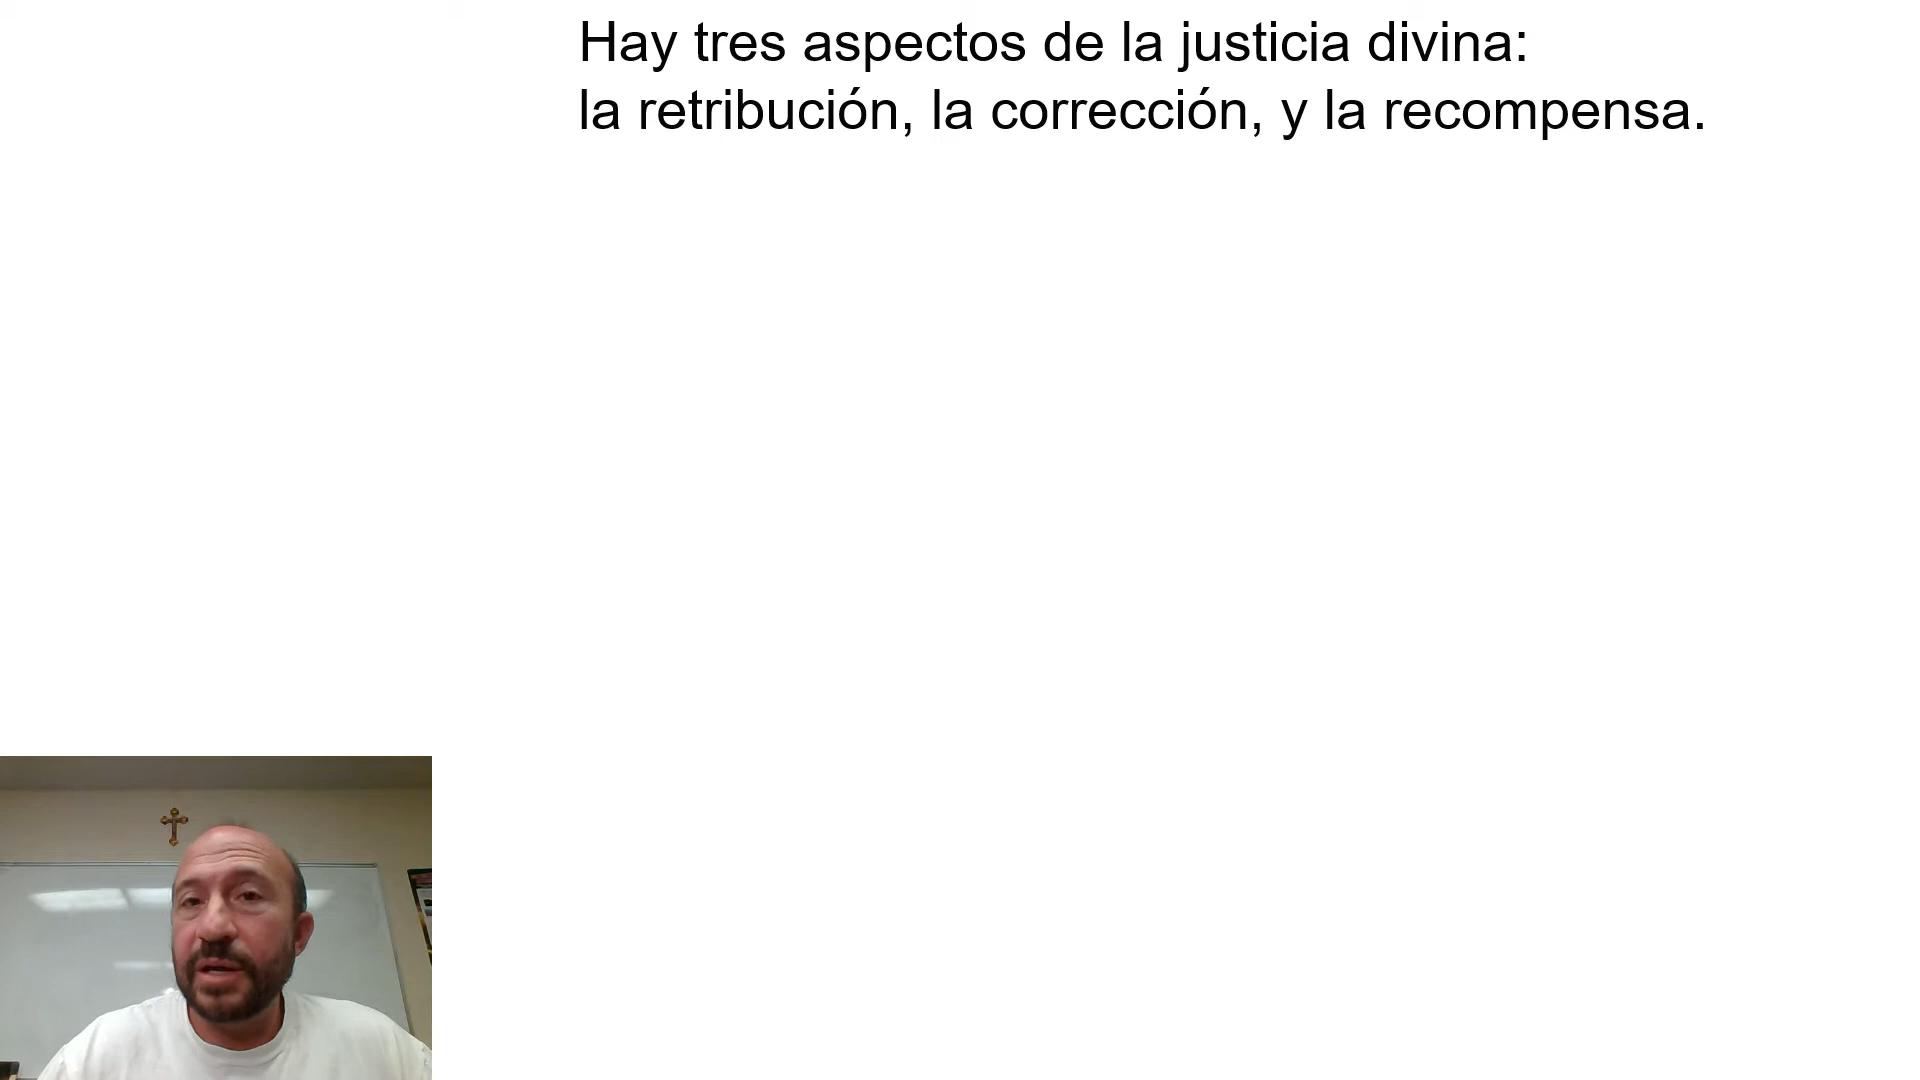 Hay tres aspectos de la justicia divina:
la retribución, la corrección, y la recompensa.